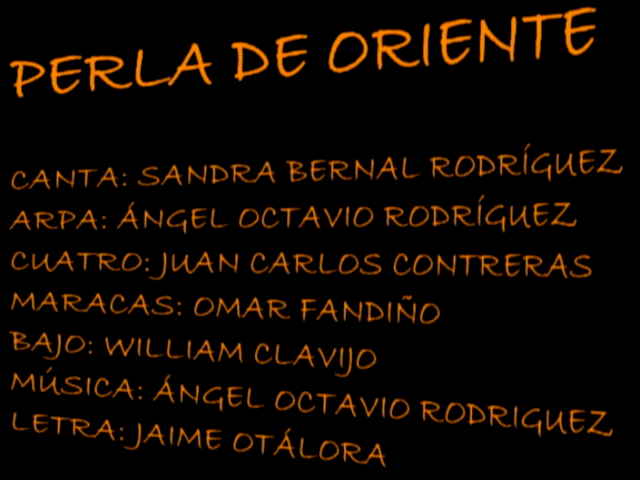 PERLA DE ORIENTE
CANTA: SANDRA BERNAL RODRÍGUEZ
ARPA: ÁNGEL OCTAVIO RODRÍGUEZ
CUATRO: JUAN CARLOS CONTRERAS
MARACAS: OMAR FANDIÑO
BAJO: WILLIAM CLAVIJO
MÚSICA: ÁNGEL OCTAVIO RODRIGUEZ
LETRA: JAIME OTÁLORA